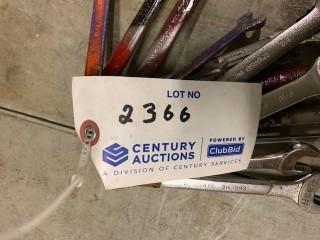 LOT NO
2366
CENTURY AUCTIONS
POWERED BY
ClubBid
A DIVISION OF CENTURY SERVICES